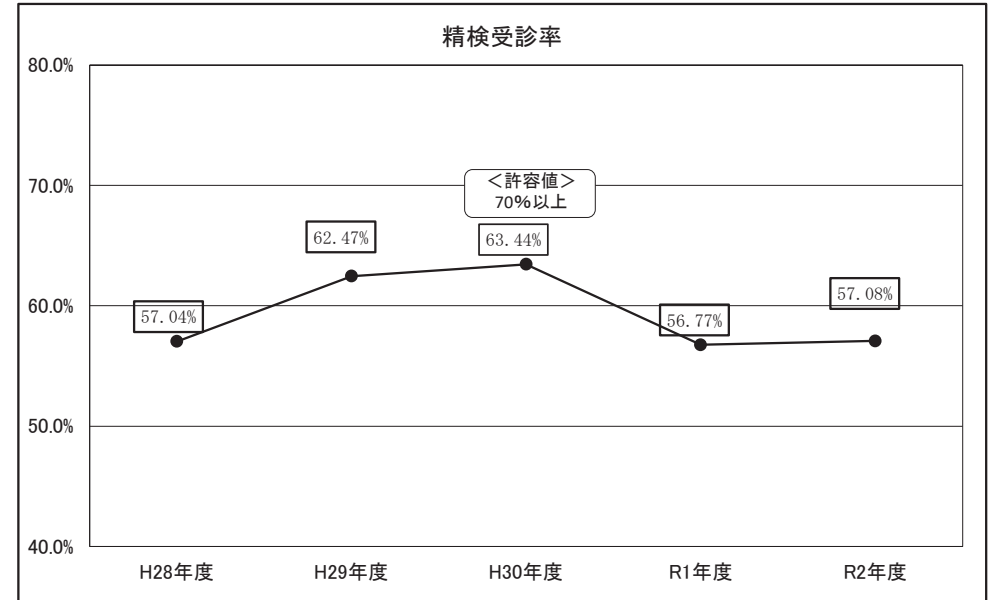 精検受診率
80.0%
70.0%
60.0%
50.0%
40.0%
＜許容値＞
70%以上
57.04%
62.47%
63.44%
56.77%
57.08%
H28年度
H29年度
H30年度
R1年度
R2年度